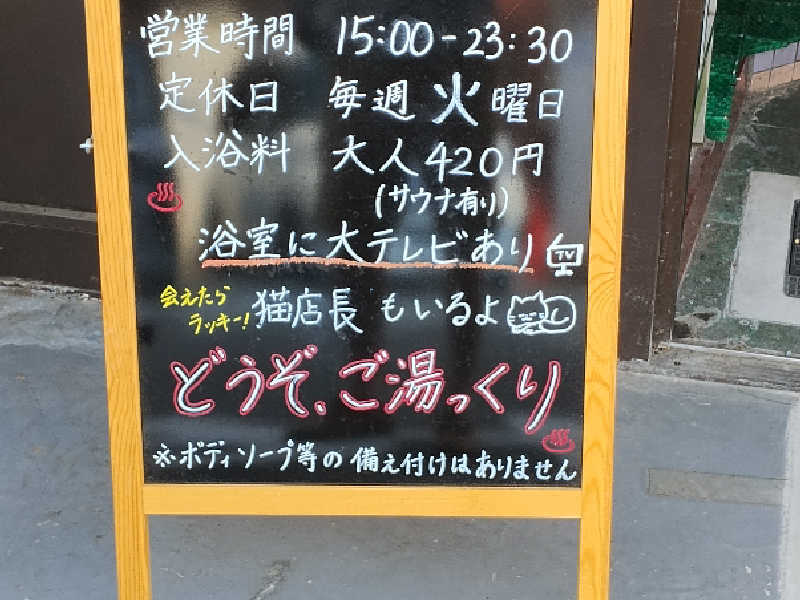 営業時間 15:00-23:30
定休日 毎週 火曜日
入浴料 大人420円
(サウナ有り)
浴室に大テレビあり TV
会えたら
ラッキー! 猫店長 もいるよ
どうぞ、ご湯っくり
※ボディソープ等の備え付けはありません